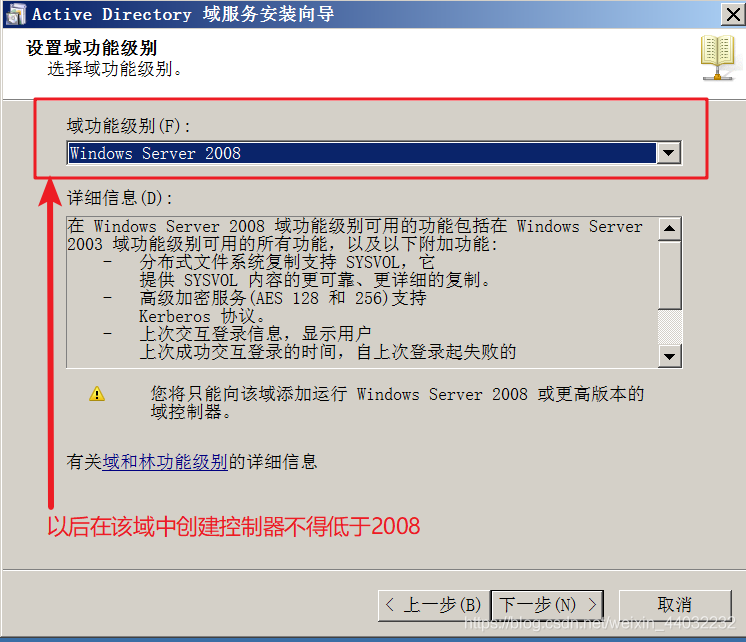 Active Directory 域服务安装向导
设置域功能级别
选择域功能级别。
域功能级别(F):
Windows Server 2008
详细信息(D):
在 Windows Server 2008 域功能级别可用的功能包括在 Windows Server
2003 域功能级别可用的所有功能，以及以下附加功能:
- 分布式文件系统复制支持 SYSVOL，它
提供 SYSVOL 内容的更可靠、更详细的复制。
- 高级加密服务(AES 128 和 256)支持
Kerberos 协议。
- 上次交互登录信息，显示用户
上次成功交互登录的时间，自上次登录起失败的
您将只能向该域添加运行 Windows Server 2008 或更高版本的
域控制器。
有关域和林功能级别的详细信息
以后在该域中创建控制器不得低于2008
< 上一步(B) 下一步(N) > 取消
https://blog.csdn.net/weixin_44032232